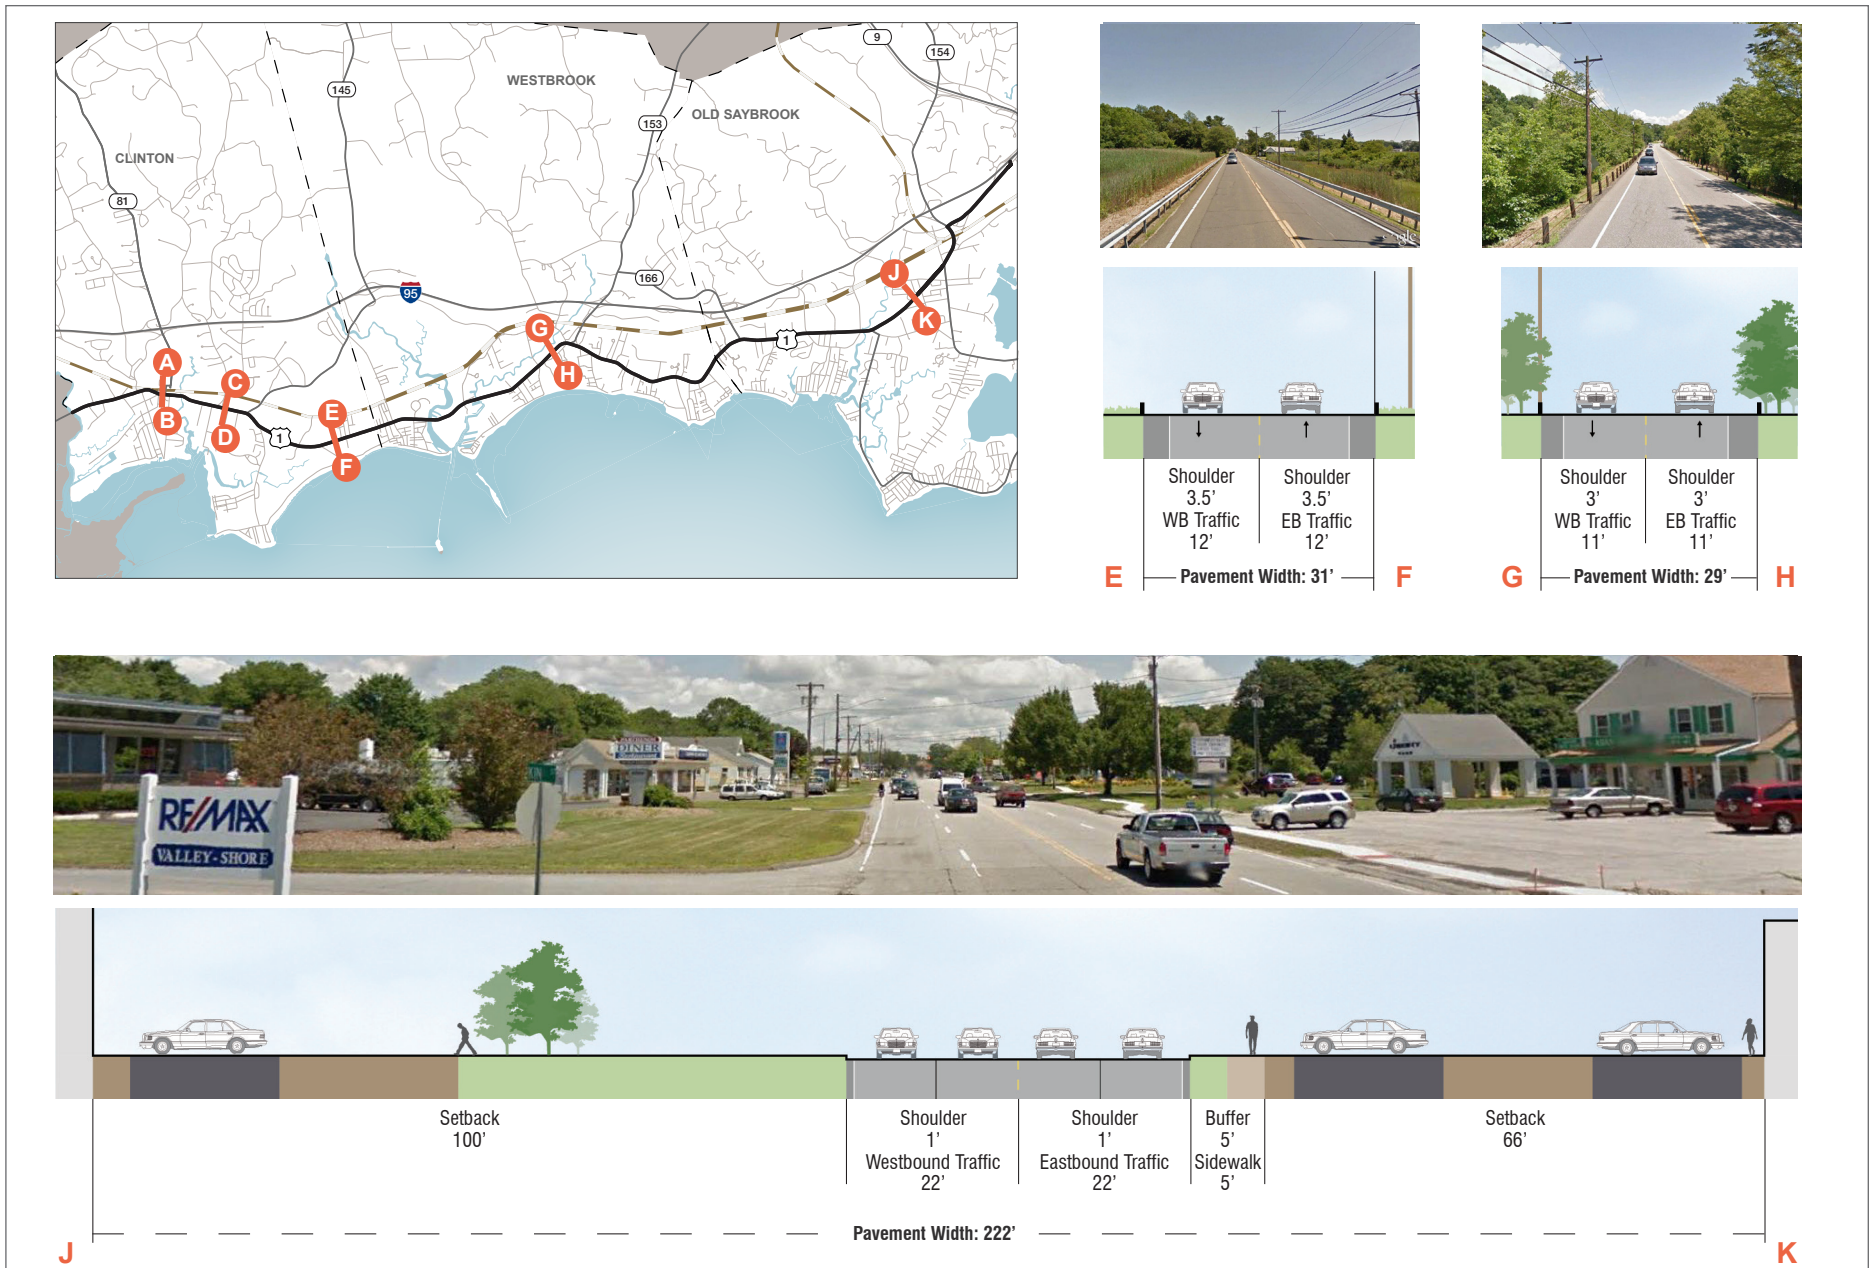 9
154
145
WESTBROOK
153
OLD SAYBROOK
CLINTON
81
166
95
J
K
G
H
1
A
B
C
D
E
F
1
Google
Shoulder
3.5’
WB Traffic
12’
Shoulder
3.5’
EB Traffic
12’
E
Pavement Width: 31’
F
Shoulder
3’
WB Traffic
11’
Shoulder
3’
EB Traffic
11’
G
Pavement Width: 29’
H
DINER
RE/MAX
VALLEY-SHORE
Setback
100’
Shoulder
1’
Westbound Traffic
22’
Shoulder
1’
Eastbound Traffic
22’
Buffer
5’
Sidewalk
5’
Setback
66’
Pavement Width: 222’
J
K